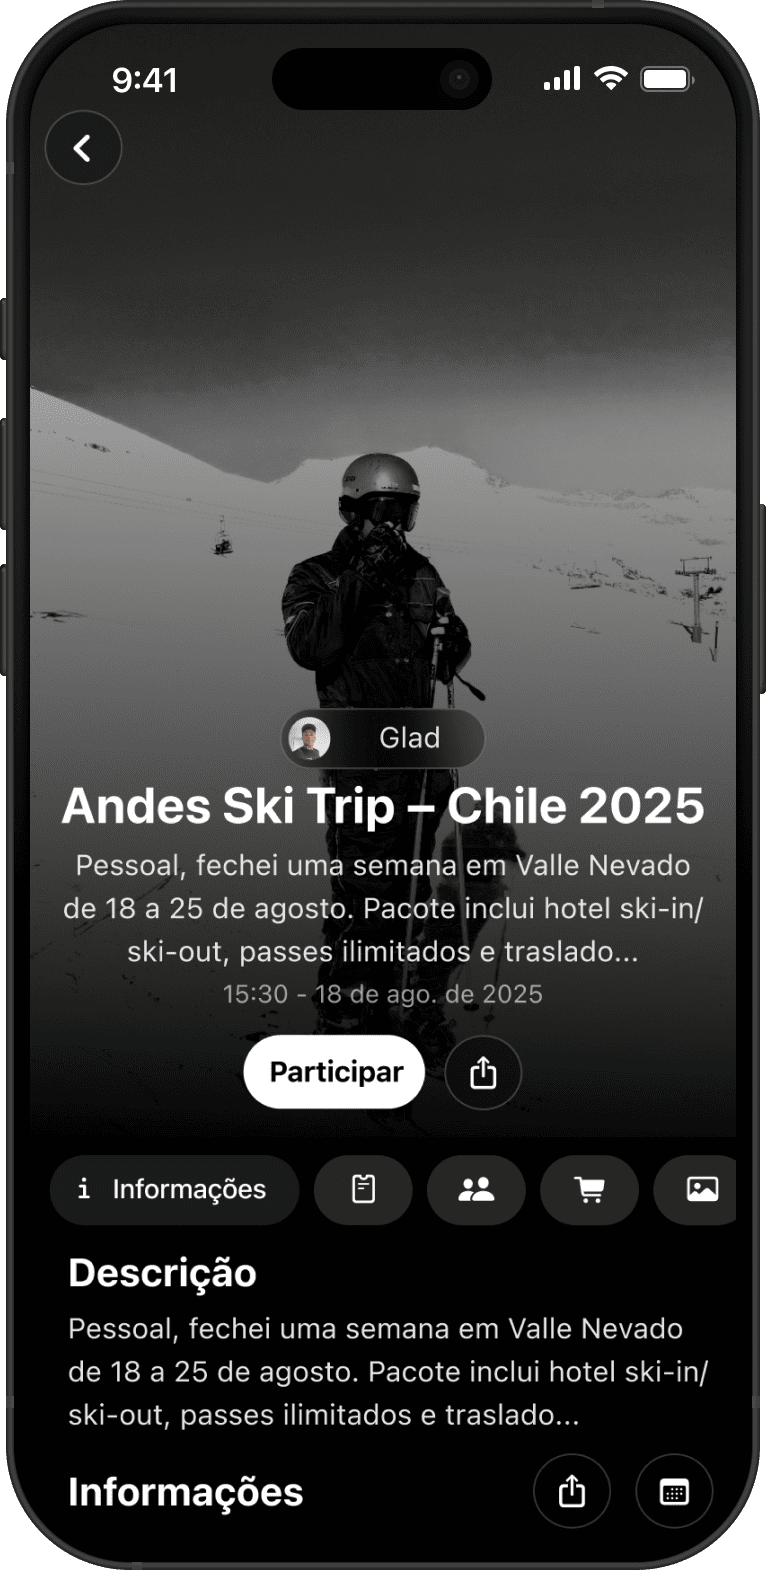 9:41
Glad
Andes Ski Trip – Chile 2025
Pessoal, fechei uma semana em Valle Nevado
de 18 a 25 de agosto. Pacote inclui hotel ski-in/
ski-out, passes ilimitados e traslado...
15:30 - 18 de ago. de 2025
Participar
Informações
Descrição
Pessoal, fechei uma semana em Valle Nevado
de 18 a 25 de agosto. Pacote inclui hotel ski-in/
ski-out, passes ilimitados e traslado...
Informações